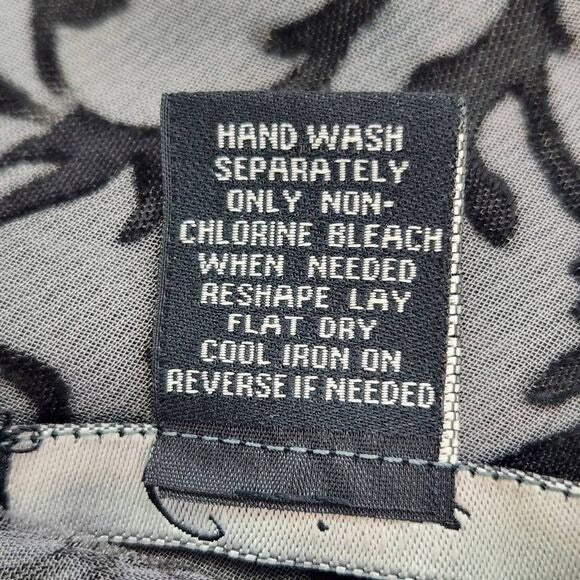 HAND WASH
SEPARATELY
ONLY NON-
CHLORINE BLEACH
WHEN NEEDED
RESHAPE LAY
FLAT DRY
COOL IRON ON
REVERSE IF NEEDED